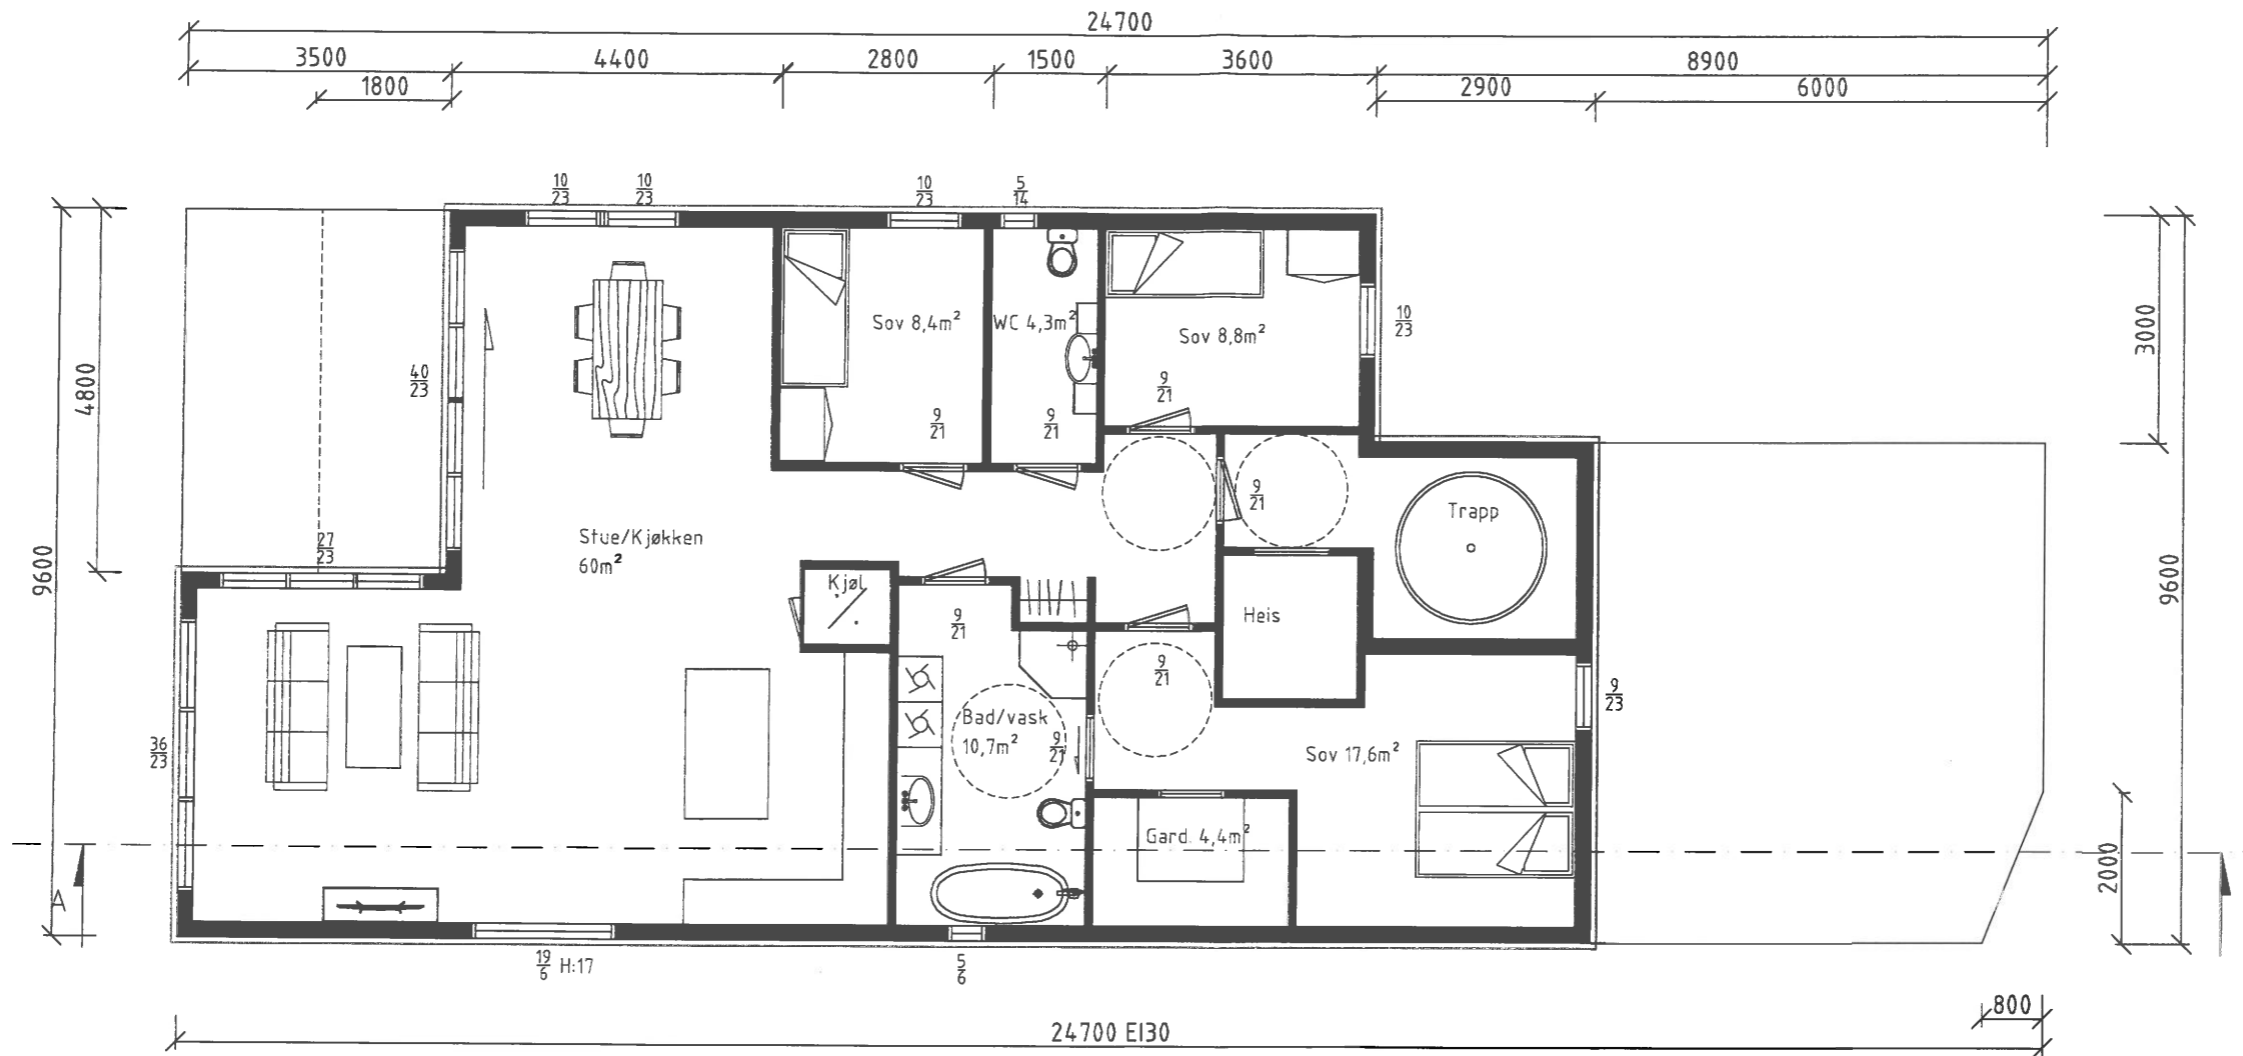 24700
3500 4400 2800 1500 3600 8900
1800 2900 6000
10/23 10/23 10/23 5/14
9600
4800
40/23
27/23
36/23
Sov 8,4m²
WC 4,3m²
Sov 8,8m²
10/23
3000
9600
9/21
9/21
9/21
9/21
Trapp
Stue/Kjøkken
60m²
Kjøl
Heis
9/21
9/21
9/23
Bad/vask
10,7m²
9/21
Sov 17,6m²
Gard. 4,4m²
2000
A
19/6 H:17
5/6
800
24700 EI30